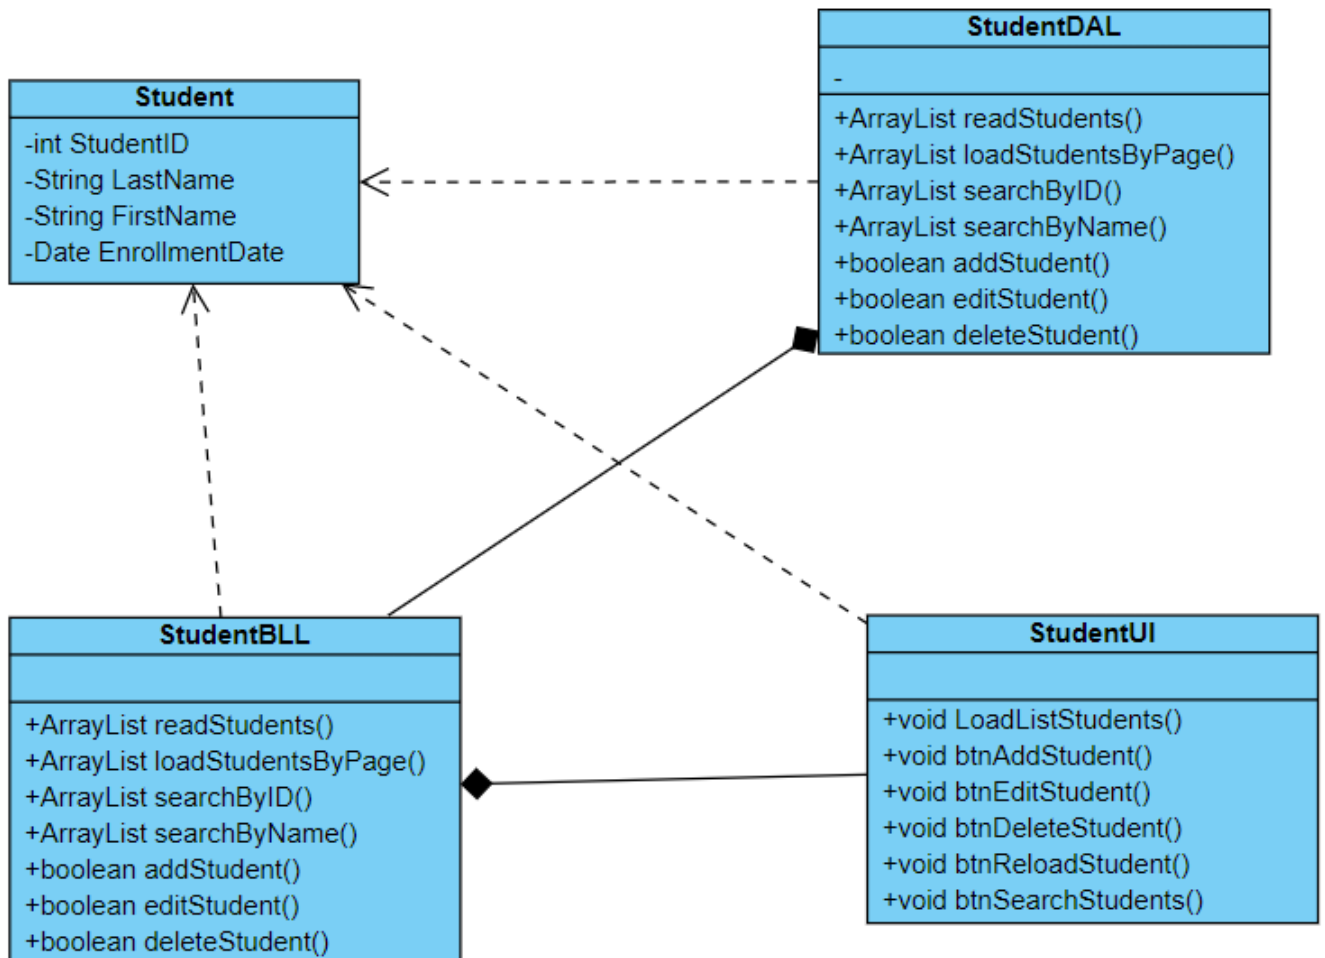 StudentDAL
-
+ArrayList readStudents()
+ArrayList loadStudentsByPage()
+ArrayList searchByID()
+ArrayList searchByName()
+boolean addStudent()
+boolean editStudent()
+boolean deleteStudent()
Student
-int StudentID
-String LastName
-String FirstName
-Date EnrollmentDate
StudentBLL
+ArrayList readStudents()
+ArrayList loadStudentsByPage()
+ArrayList searchByID()
+ArrayList searchByName()
+boolean addStudent()
+boolean editStudent()
+boolean deleteStudent()
StudentUI
+void LoadListStudents()
+void btnAddStudent()
+void btnEditStudent()
+void btnDeleteStudent()
+void btnReloadStudent()
+void btnSearchStudents()